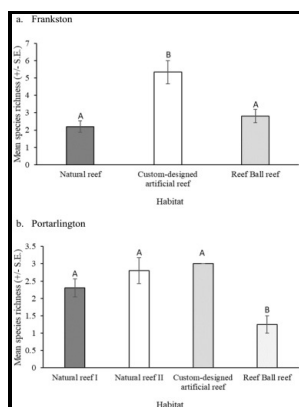 a. Frankston
Mean species richness (+/- S.E.)
7
6
5
4
3
2
1
0
A
B
A
Natural reef
Custom-designed
artificial reef
Reef Ball reef
Habitat
b. Portarlington
Mean species richness (+/- S.E.)
3.5
3
2.5
2
1.5
1
0.5
0
A
A
A
B
Natural reef I
Natural reef II
Custom-designed
artificial reef
Reef Ball reef
Habitat